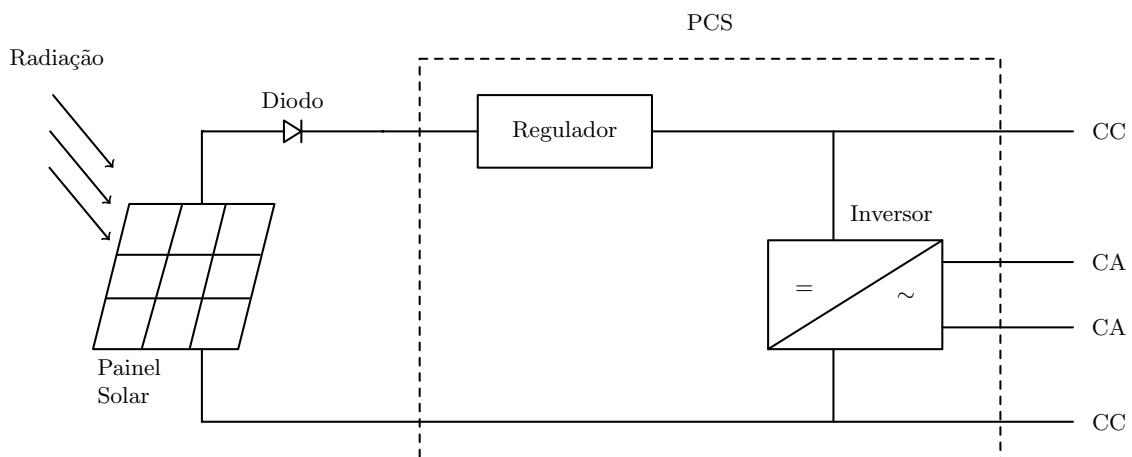 PCS
Radiação
Diodo
Regulador
CC
Inversor
CA
=
~
CA
Painel
Solar
CC